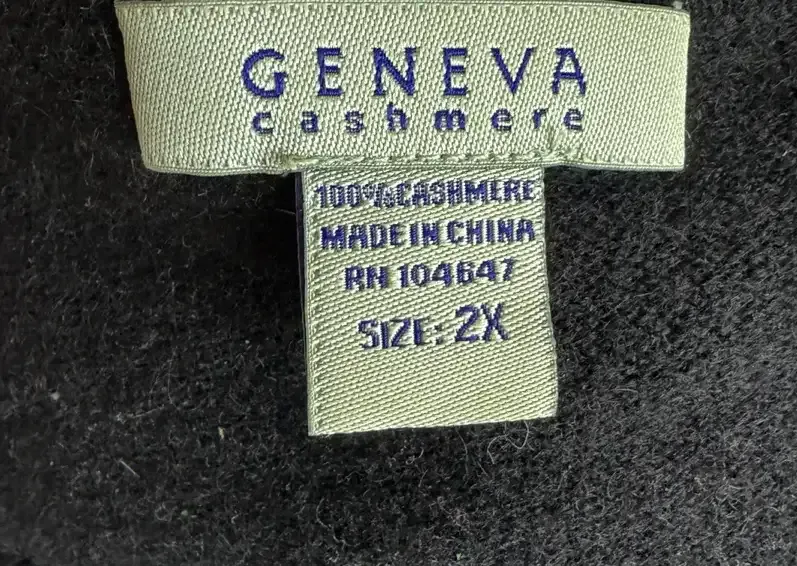 GENEVA
cashmere
100% CASHMERE
MADE IN CHINA
RN 104647
SIZE: 2X